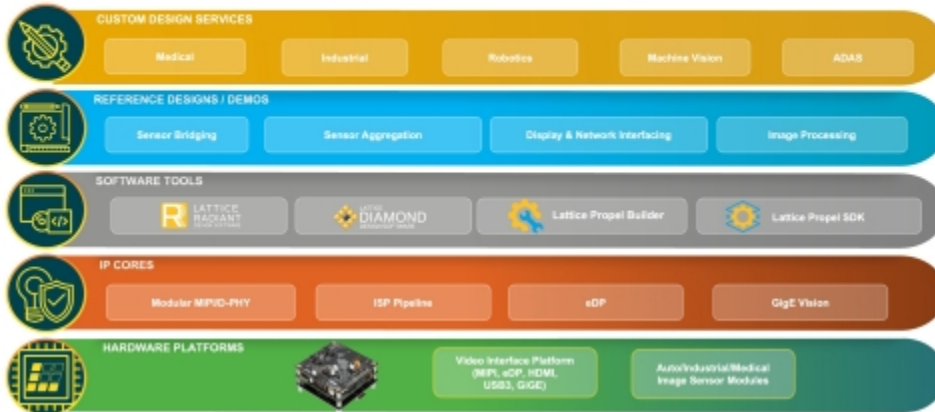 CUSTOM DESIGN SERVICES
Medical
Industrial
Robotics
Machine Vision
ADAS
REFERENCE DESIGNS / DEMOS
Sensor Bridging
Sensor Aggregation
Display & Network Interfacing
Image Processing
SOFTWARE TOOLS
LATTICE
RADIANT
LATTICE
DIAMOND
Lattice Propel Builder
Lattice Propel SDK
IP CORES
Modular MIPI/D-PHY
ISP Pipeline
eDP
GigE Vision
HARDWARE PLATFORMS
Video Interface Platform
(MIPI, eDP, HDMI,
USB3, GiGE)
Auto/Industrial/Medical
Image Sensor Modules